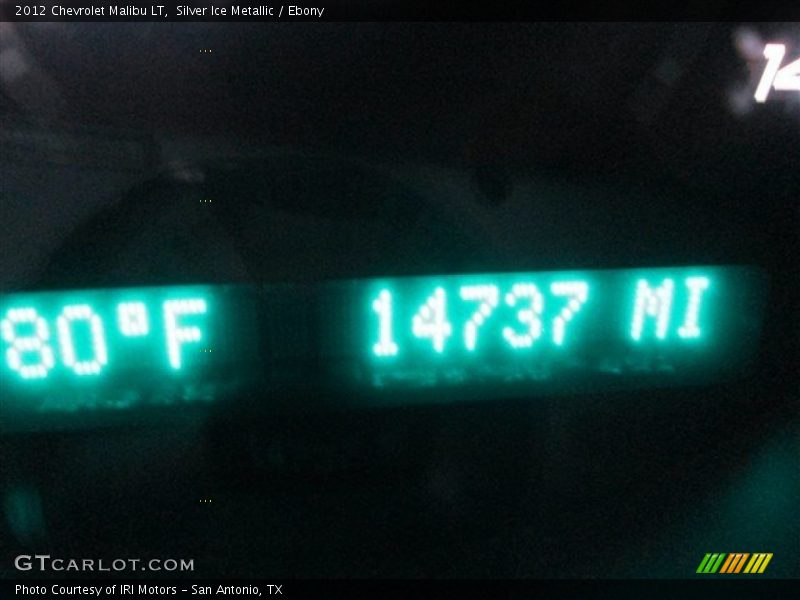 2012 Chevrolet Malibu LT, Silver Ice Metallic / Ebony
14
80°F 14737 MI
GTCARLOT.COM
Photo Courtesy of IRI Motors - San Antonio, TX